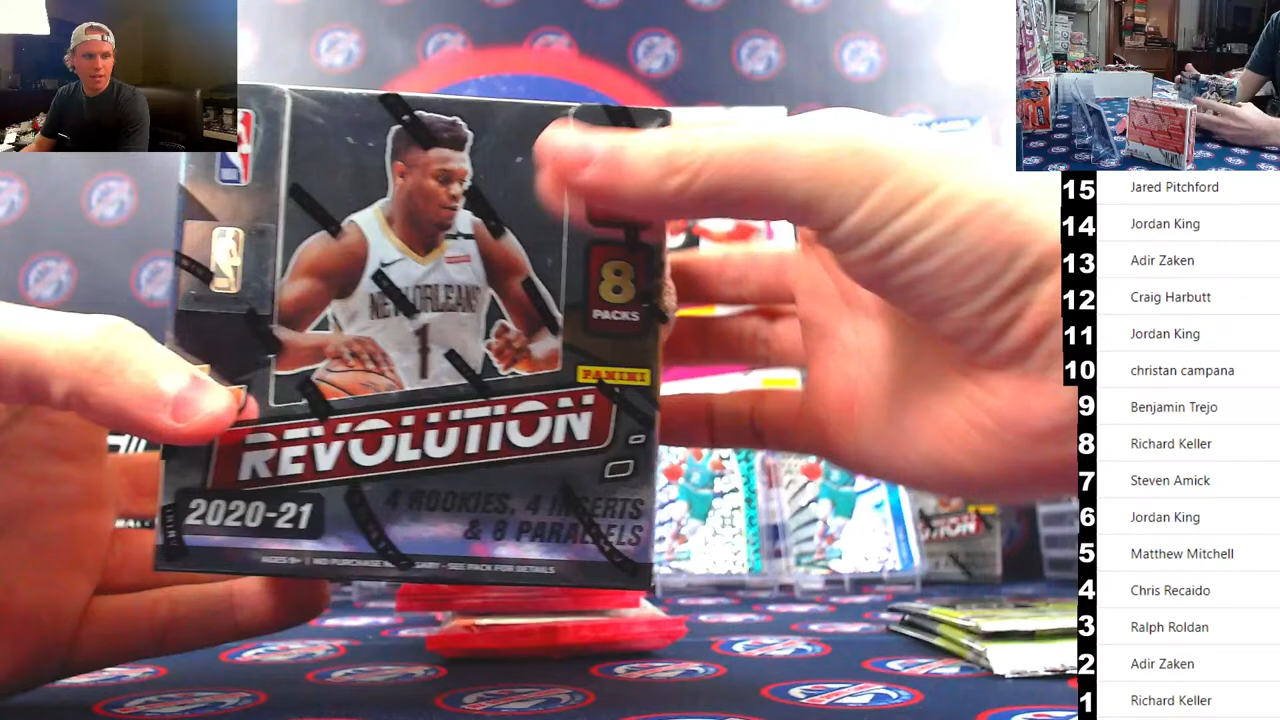 NEW ORLEANS
1
8
PACKS
PANINI
REVOLUTION
2020-21
4 ROOKIES, 4 INSERTS
& 8 PARALLELS
15 Jared Pitchford
14 Jordan King
13 Adir Zaken
12 Craig Harbutt
11 Jordan King
10 christan campana
9 Benjamin Trejo
8 Richard Keller
7 Steven Amick
6 Jordan King
5 Matthew Mitchell
4 Chris Recaido
3 Ralph Roldan
2 Adir Zaken
1 Richard Keller